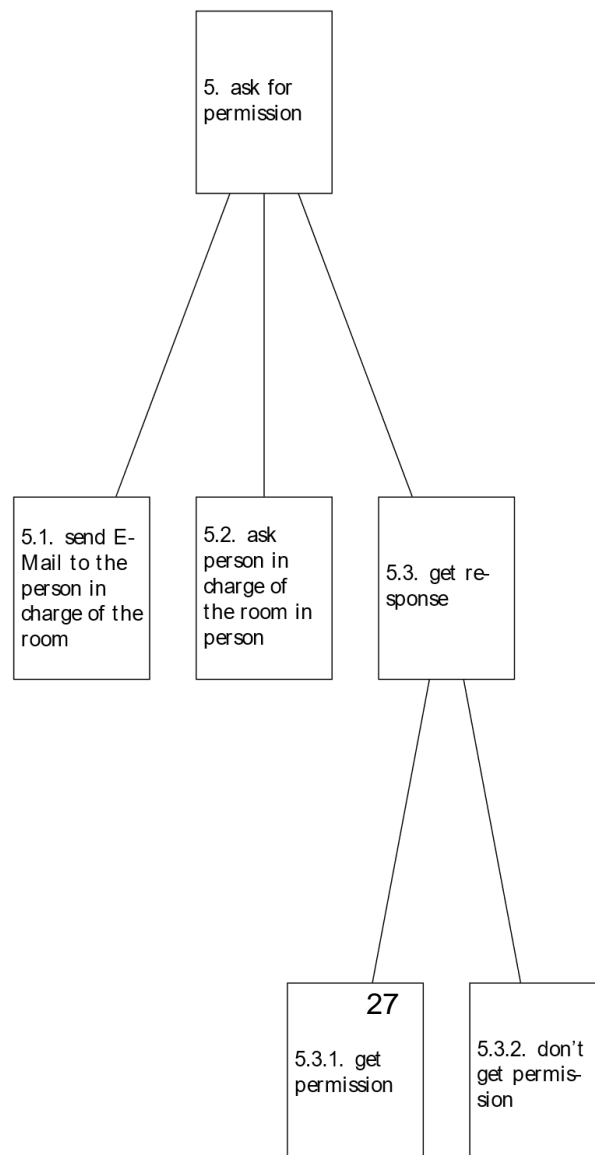 5. ask for
permission
5.1. send E-
Mail to the
person in
charge of the
room
5.2. ask
person in
charge of
the room in
person
5.3. get re-
sponse
27
5.3.1. get
permission
5.3.2. don't
get permis-
sion